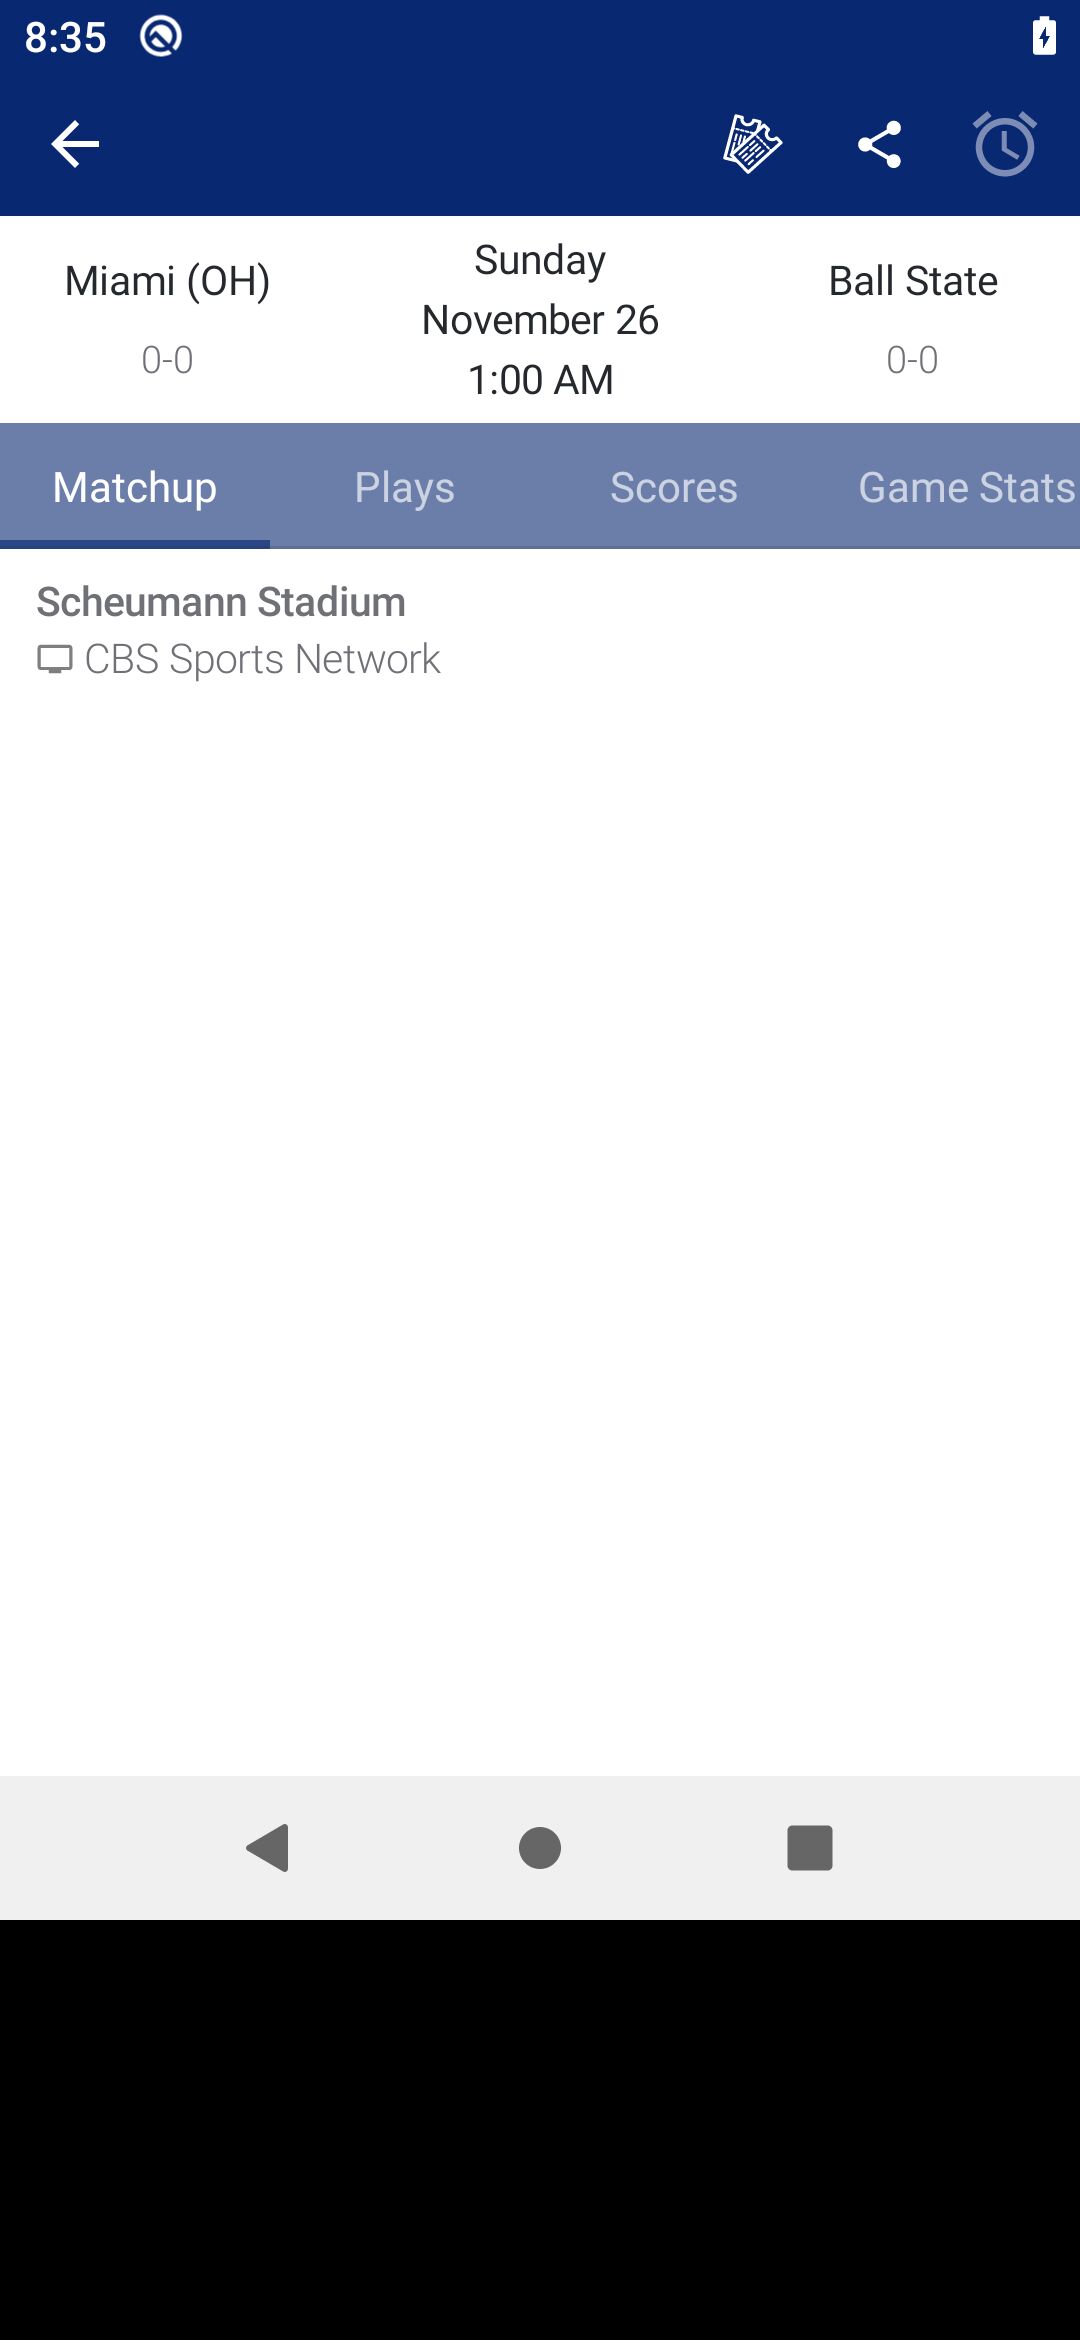 8:35
Miami (OH)
0-0
Sunday
November 26
1:00 AM
Ball State
0-0
Matchup
Plays
Scores
Game Stats
Scheumann Stadium
CBS Sports Network